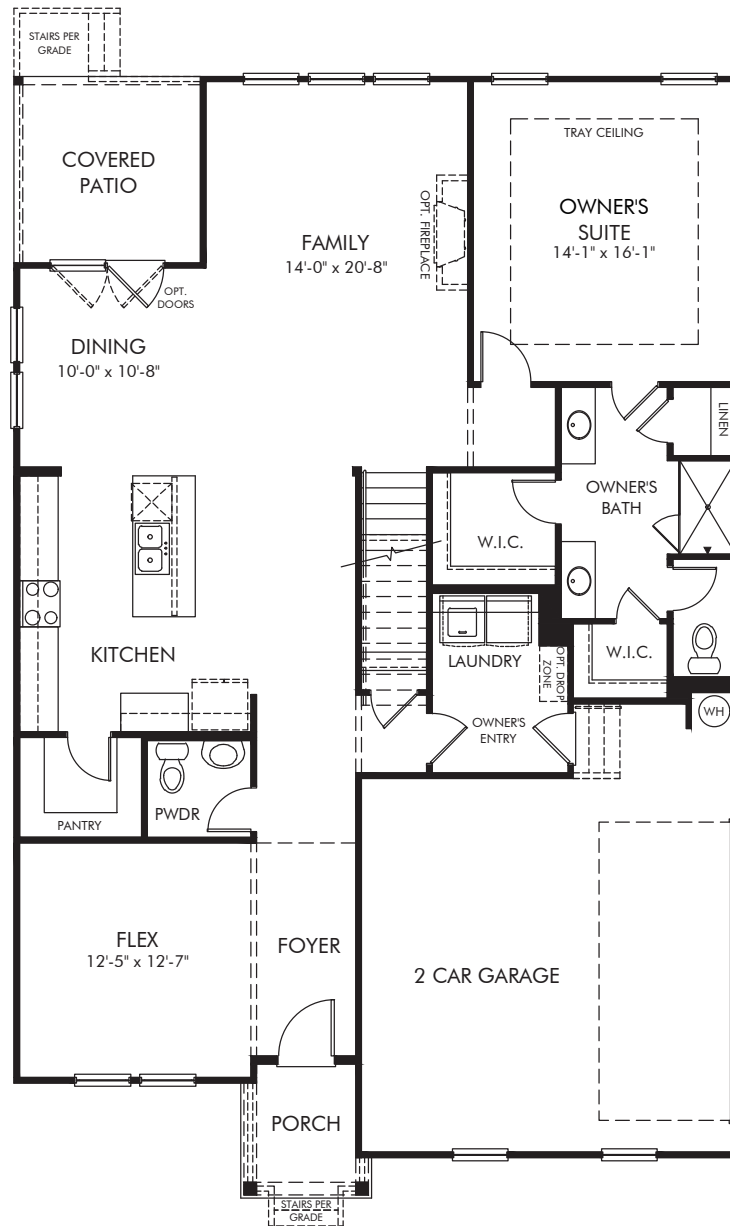 STAIRS PER
GRADE
COVERED
PATIO
TRAY CEILING
OWNER'S
SUITE
14'-1" x 16'-1"
FAMILY
14'-0" x 20'-8"
OPT. FIREPLACE
OPT.
DOORS
DINING
10'-0" x 10'-8"
LINEN
OWNER'S
BATH
W.I.C.
KITCHEN
LAUNDRY
OPT. DROP
ZONE
W.I.C.
OWNER'S
ENTRY
WH
PANTRY
PWDR
FLEX
12'-5" x 12'-7"
FOYER
2 CAR GARAGE
PORCH
STAIRS PER
GRADE